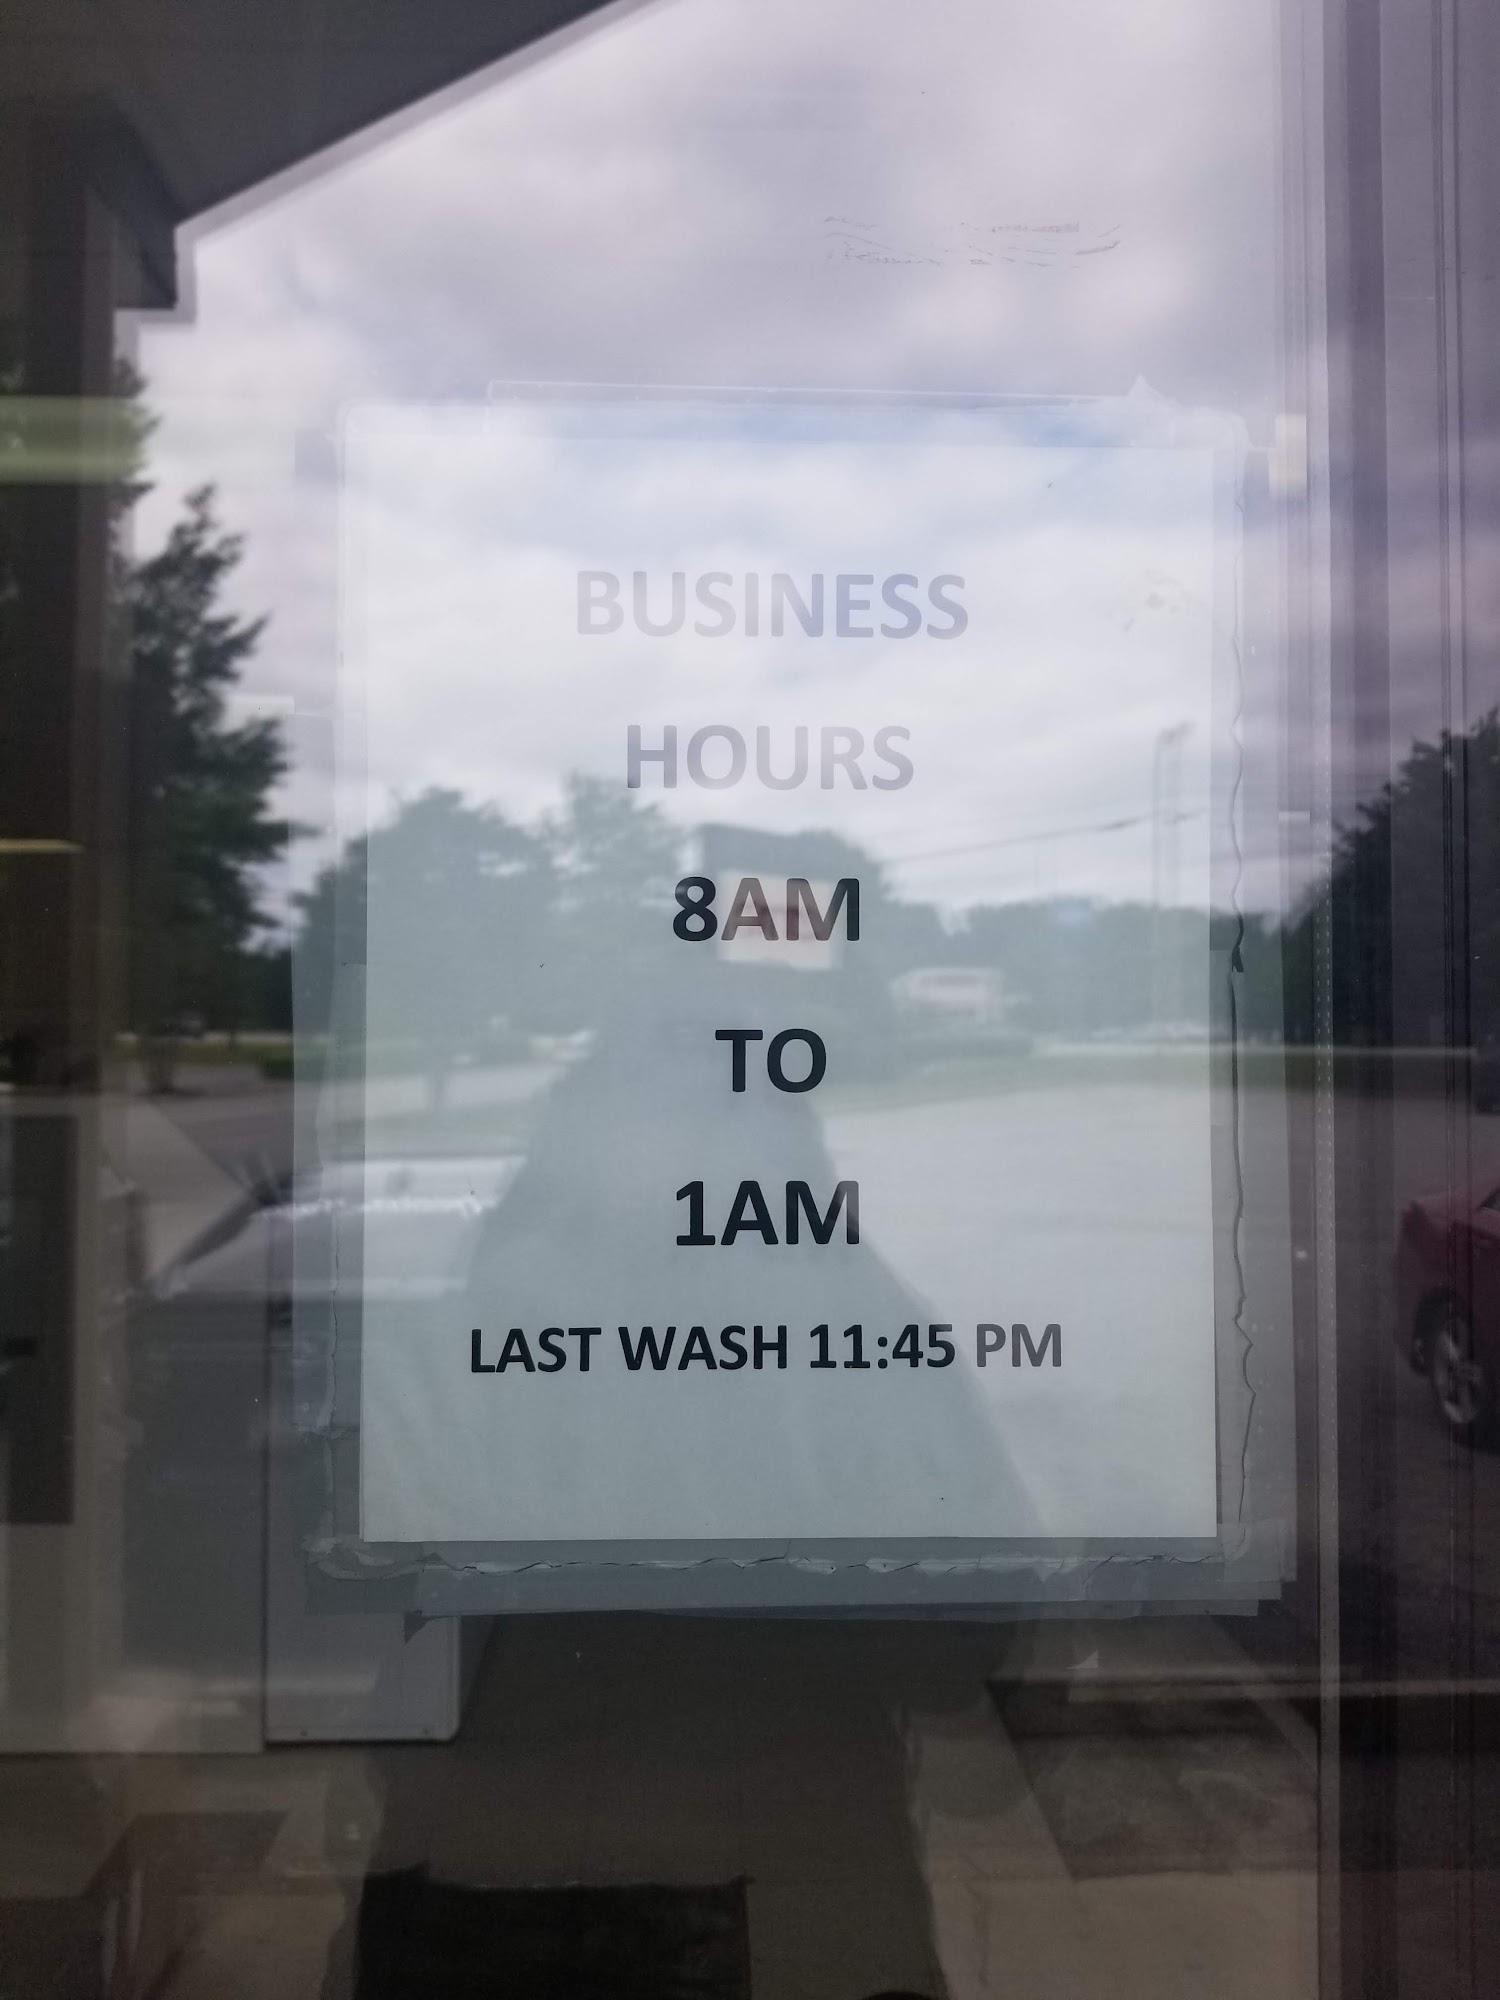 BUSINESS
HOURS
8AM
TO
1AM
LAST WASH 11:45 PM